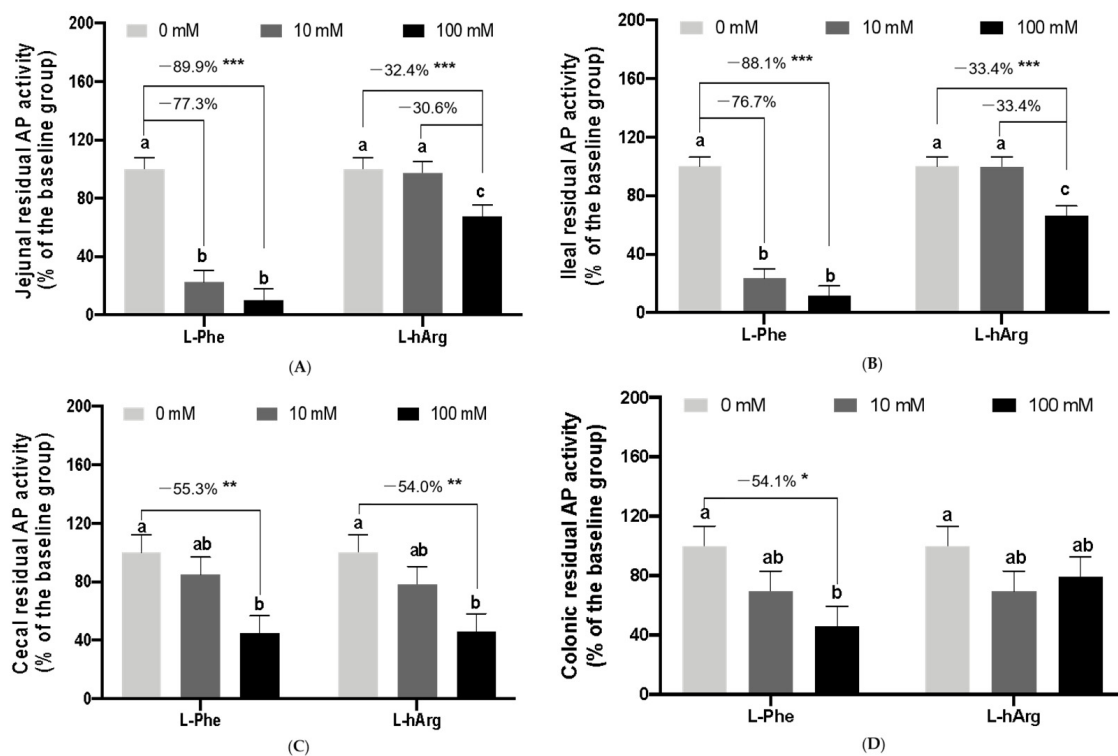 Jejunal residual AP activity
(% of the baseline group)
200
160
120
80
40
0
0 mM 10 mM 100 mM
−89.9% ***
−77.3%
−32.4% ***
−30.6%
a
b
b
a
a
c
L-Phe
L-hArg
(A)
Ileal residual AP activity
(% of the baseline group)
200
160
120
80
40
0
0 mM 10 mM 100 mM
−88.1% ***
−76.7%
−33.4% ***
−33.4%
a
b
b
a
a
c
L-Phe
L-hArg
(B)
Cecal residual AP activity
(% of the baseline group)
200
160
120
80
40
0
0 mM 10 mM 100 mM
−55.3% **
−54.0% **
a
ab
b
a
ab
b
L-Phe
L-hArg
(C)
Colonic residual AP activity
(% of the baseline group)
200
160
120
80
40
0
0 mM 10 mM 100 mM
−54.1% *
a
ab
b
a
ab
ab
L-Phe
L-hArg
(D)